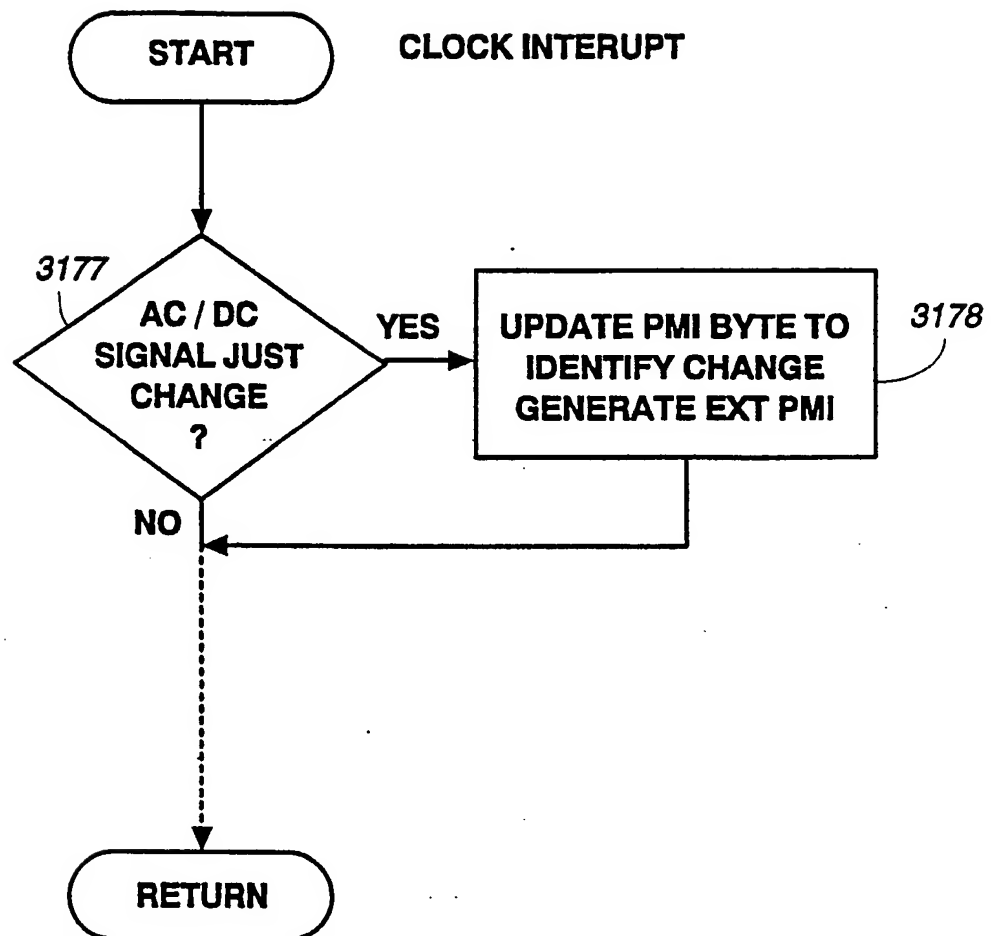 START
CLOCK INTERUPT
3177
AC / DC
SIGNAL JUST
CHANGE
?
YES
UPDATE PMI BYTE TO
IDENTIFY CHANGE
GENERATE EXT PMI
3178
NO
RETURN